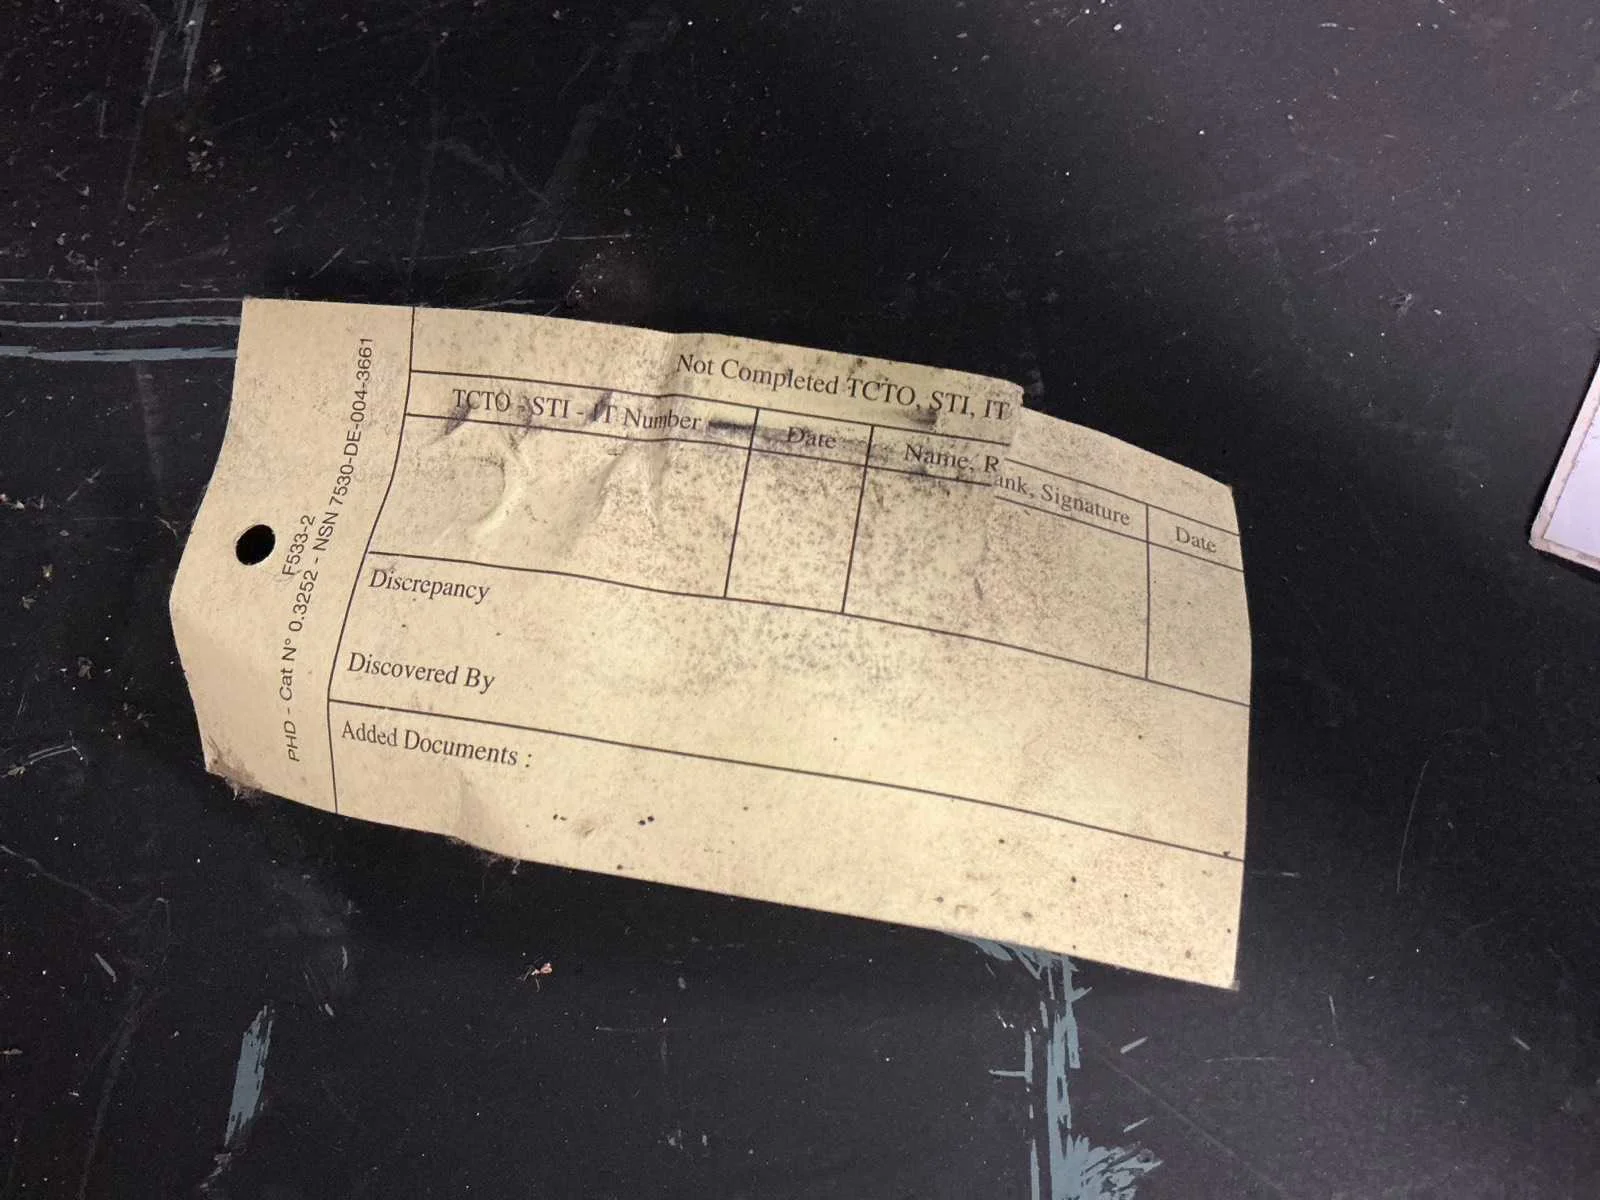 F533-2
PHD - Cat N° 0.3252 - NSN 7530-DE-004-3661
Not Completed TCTO, STI, IT
TCTO - STI - IT Number Date Name, Rank, Signature Date
Discrepancy
Discovered By
Added Documents :